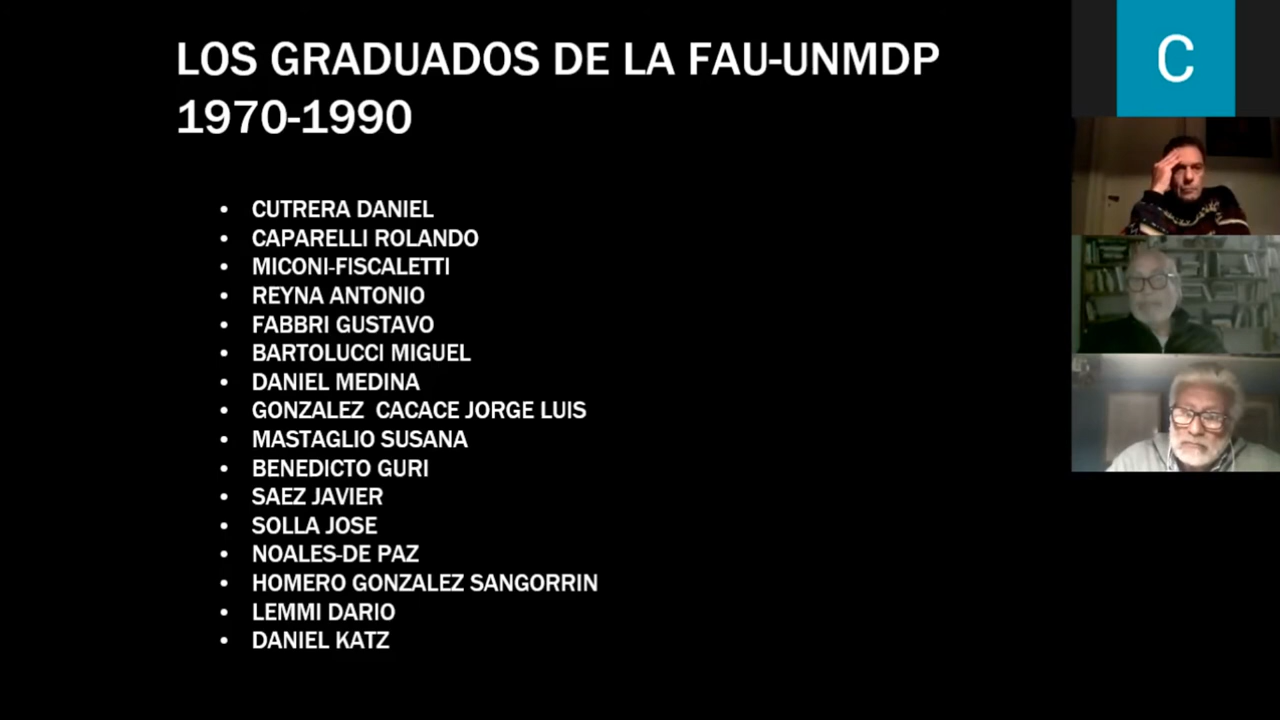 LOS GRADUADOS DE LA FAU-UNMDP
1970-1990
• CUTRERA DANIEL
• CAPARELLI ROLANDO
• MICONI-FISCALETTI
• REYNA ANTONIO
• FABBRI GUSTAVO
• BARTOLUCCI MIGUEL
• DANIEL MEDINA
• GONZALEZ  CACACE JORGE LUIS
• MASTAGLIO SUSANA
• BENEDICTO GURI
• SAEZ JAVIER
• SOLLA JOSE
• NOALES-DE PAZ
• HOMERO GONZALEZ SANGORRIN
• LEMMI DARIO
• DANIEL KATZ
C